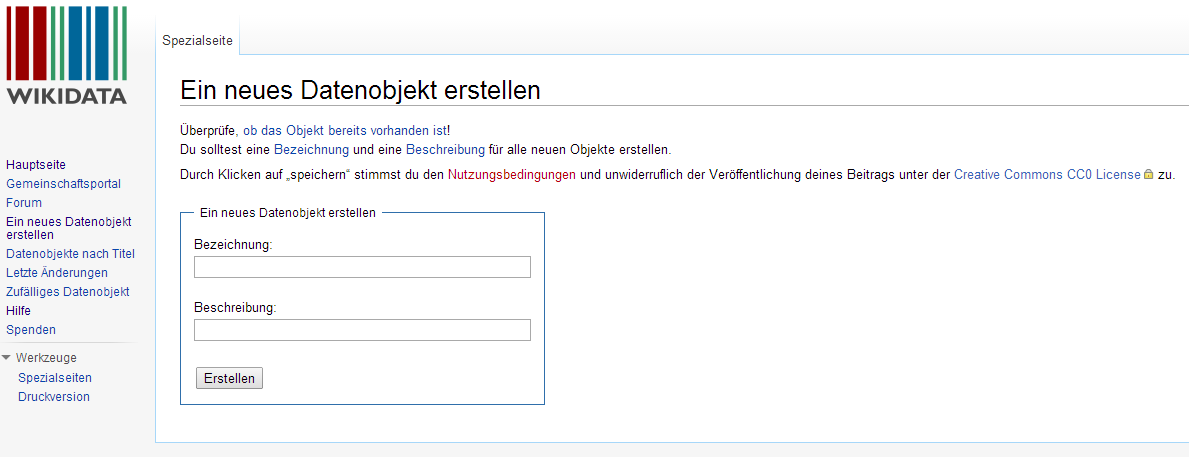 WIKIDATA
Hauptseite
Gemeinschaftsportal
Forum
Ein neues Datenobjekt
erstellen
Datenobjekte nach Titel
Letzte Änderungen
Zufälliges Datenobjekt
Hilfe
Spenden
Werkzeuge
Spezialseiten
Druckversion
Spezialseite
Ein neues Datenobjekt erstellen
Überprüfe, ob das Objekt bereits vorhanden ist!
Du solltest eine Bezeichnung und eine Beschreibung für alle neuen Objekte erstellen.
Durch Klicken auf „speichern“ stimmst du den Nutzungsbedingungen und unwiderruflich der Veröffentlichung deines Beitrags unter der Creative Commons CC0 License zu.
Ein neues Datenobjekt erstellen
Bezeichnung:
Beschreibung:
Erstellen